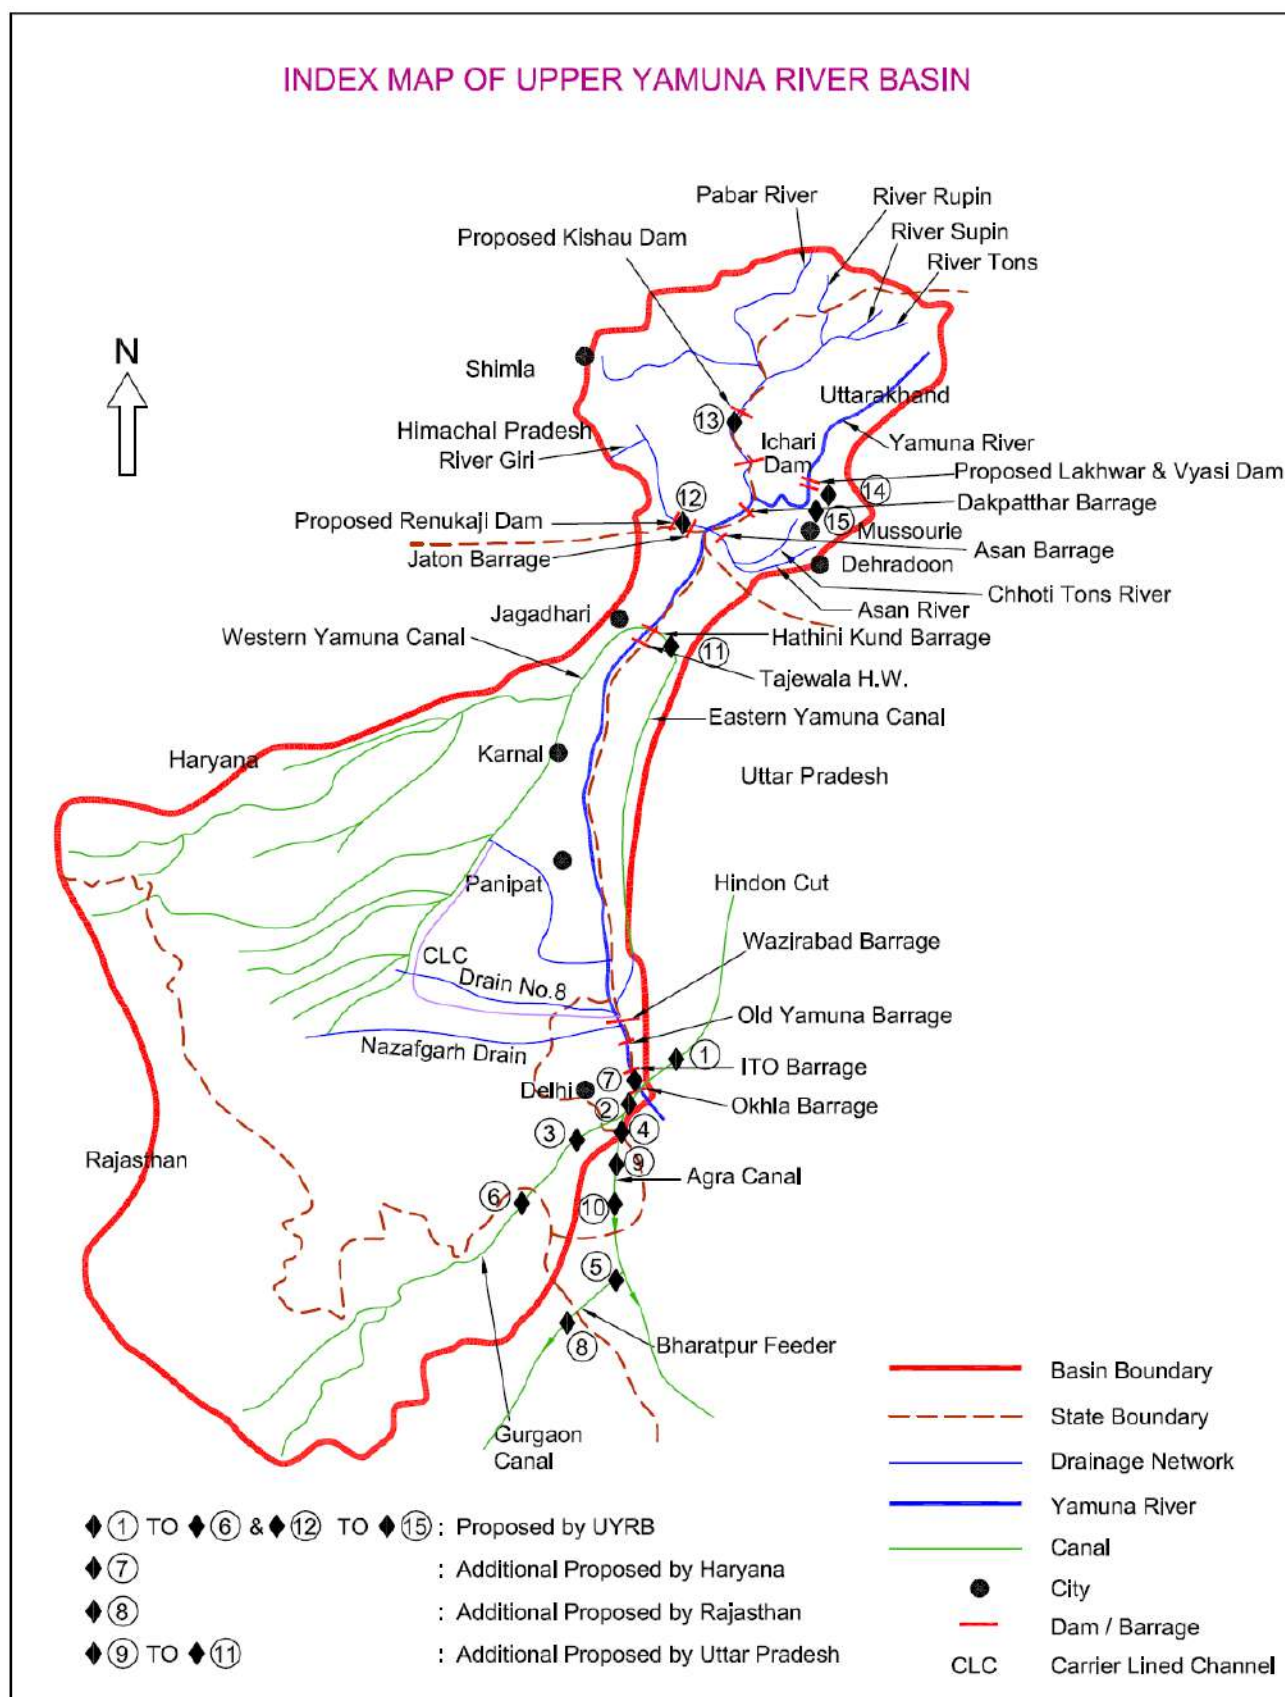 INDEX MAP OF UPPER YAMUNA RIVER BASIN
Pabar River
River Rupin
River Supin
River Tons
Proposed Kishau Dam
N
Shimla
Uttarakhand
13
Himachal Pradesh
River Giri
Ichari
Dam
Yamuna River
Proposed Lakhwar & Vyasi Dam
14
12
Dakpatthar Barrage
Proposed Renukaji Dam
15
Mussourie
Asan Barrage
Jaton Barrage
Dehradoon
Chhoti Tons River
Asan River
Jagadhari
Western Yamuna Canal
Hathini Kund Barrage
11
Tajewala H.W.
Eastern Yamuna Canal
Karnal
Haryana
Uttar Pradesh
Panipat
Hindon Cut
Wazirabad Barrage
CLC
Drain No.8
Old Yamuna Barrage
Nazafgarh Drain
1
ITO Barrage
7
Delhi
Okhla Barrage
2
3
4
Rajasthan
9
Agra Canal
6
10
5
8
Bharatpur Feeder
Gurgaon
Canal
Basin Boundary
State Boundary
Drainage Network
Yamuna River
Canal
City
Dam / Barrage
CLC Carrier Lined Channel
1 TO 6 & 12 TO 15 : Proposed by UYRB
7 : Additional Proposed by Haryana
8 : Additional Proposed by Rajasthan
9 TO 11 : Additional Proposed by Uttar Pradesh